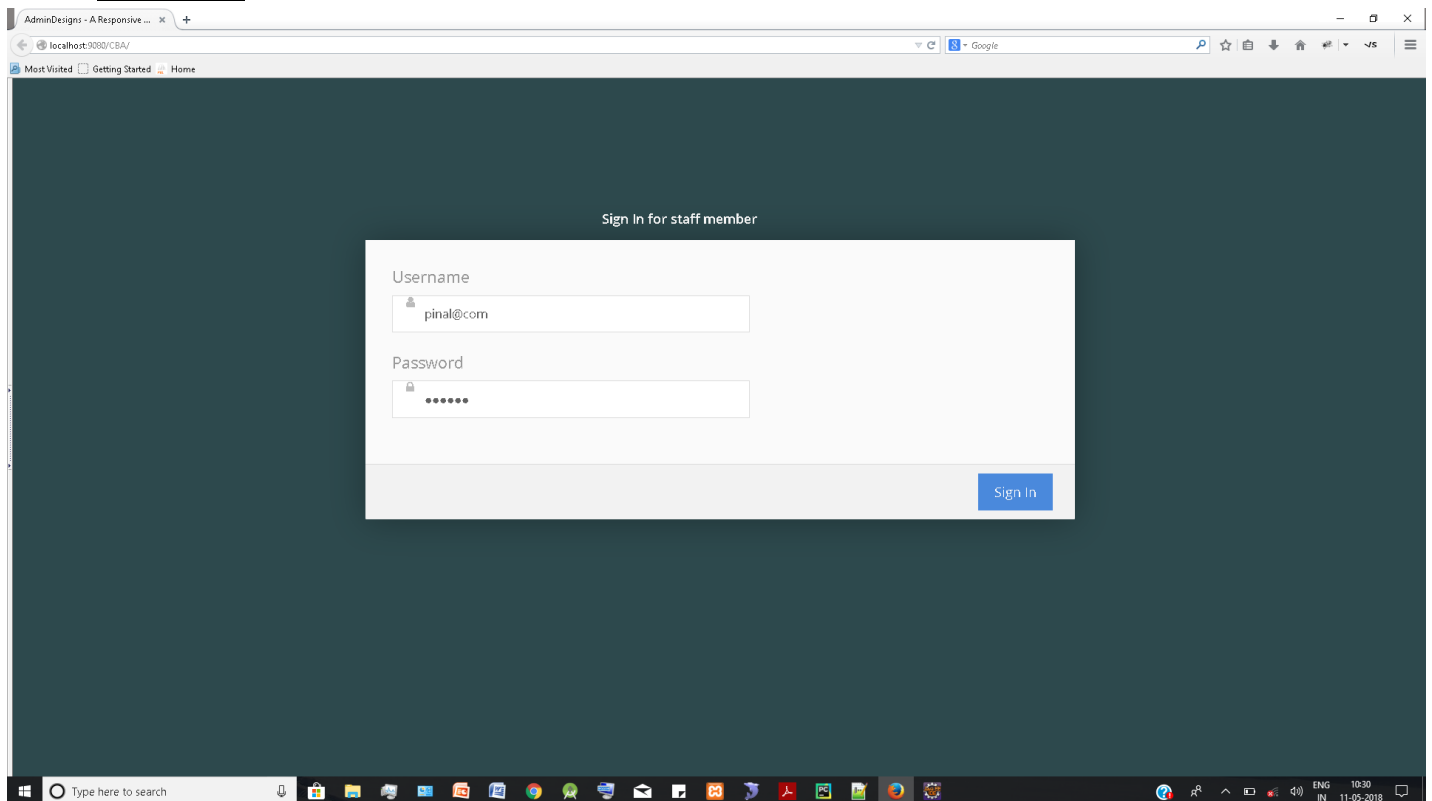 AdminDesigns - A Responsive ...
localhost:9080/CBA/
Google
Most Visited Getting Started Home
Sign In for staff member
Username
pinal@com
Password
Sign In
Type here to search
ENG 10:30
IN 11-05-2018